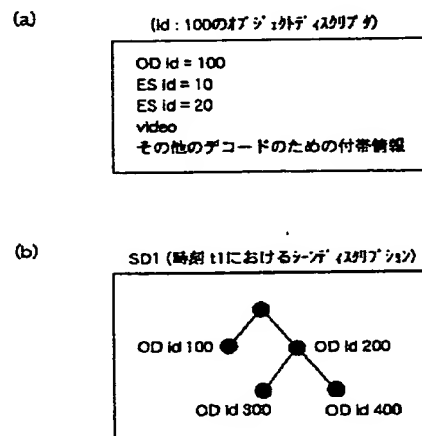 (a)
(id : 100のｵﾌﾞｼﾞｪｸﾄﾃﾞｨｽｸﾘﾌﾟﾀ)
OD id = 100
ES id = 10
ES id = 20
video
その他のデコードのための付帯情報
(b)
SD1 (時刻 t1におけるｼｰﾝﾃﾞｨｽｸﾘﾌﾟｼｮﾝ)
OD id 100
OD id 200
OD id 300
OD id 400